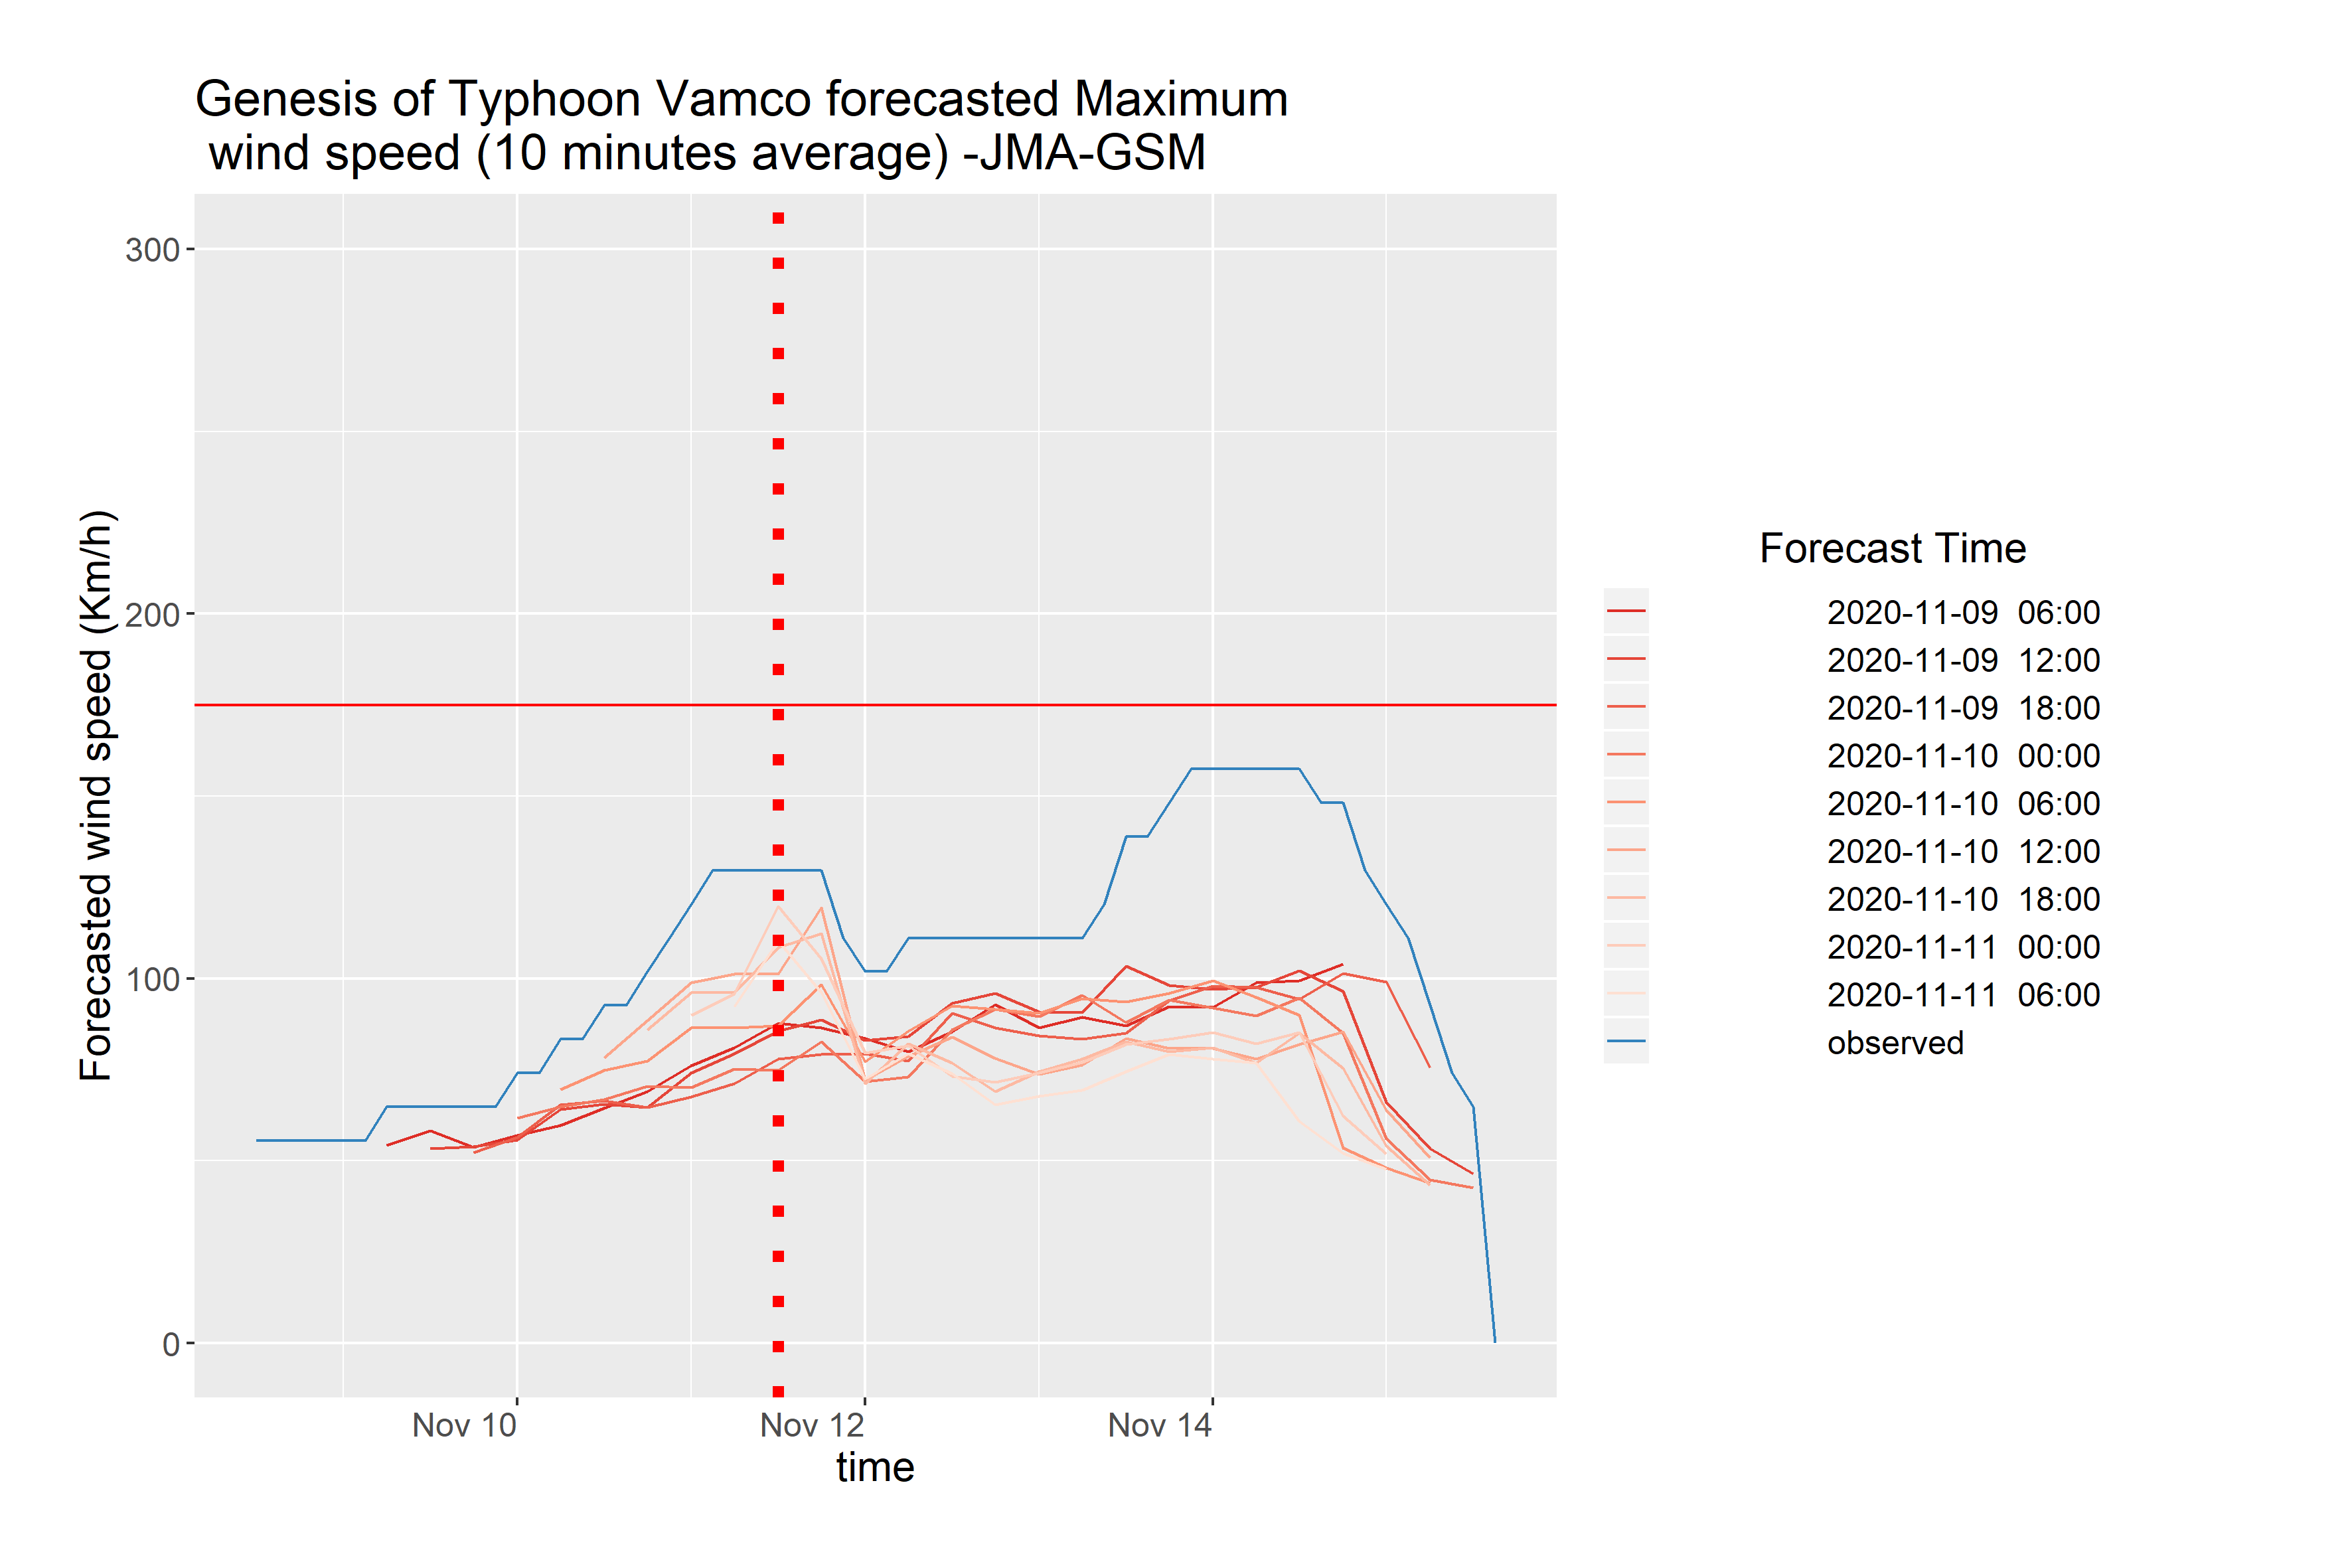 Genesis of Typhoon Vamco forecasted Maximum
wind speed (10 minutes average) -JMA-GSM
Forecasted wind speed (Km/h)
300
200
100
0
Nov 10
Nov 12
Nov 14
time
Forecast Time
2020-11-09 06:00
2020-11-09 12:00
2020-11-09 18:00
2020-11-10 00:00
2020-11-10 06:00
2020-11-10 12:00
2020-11-10 18:00
2020-11-11 00:00
2020-11-11 06:00
observed